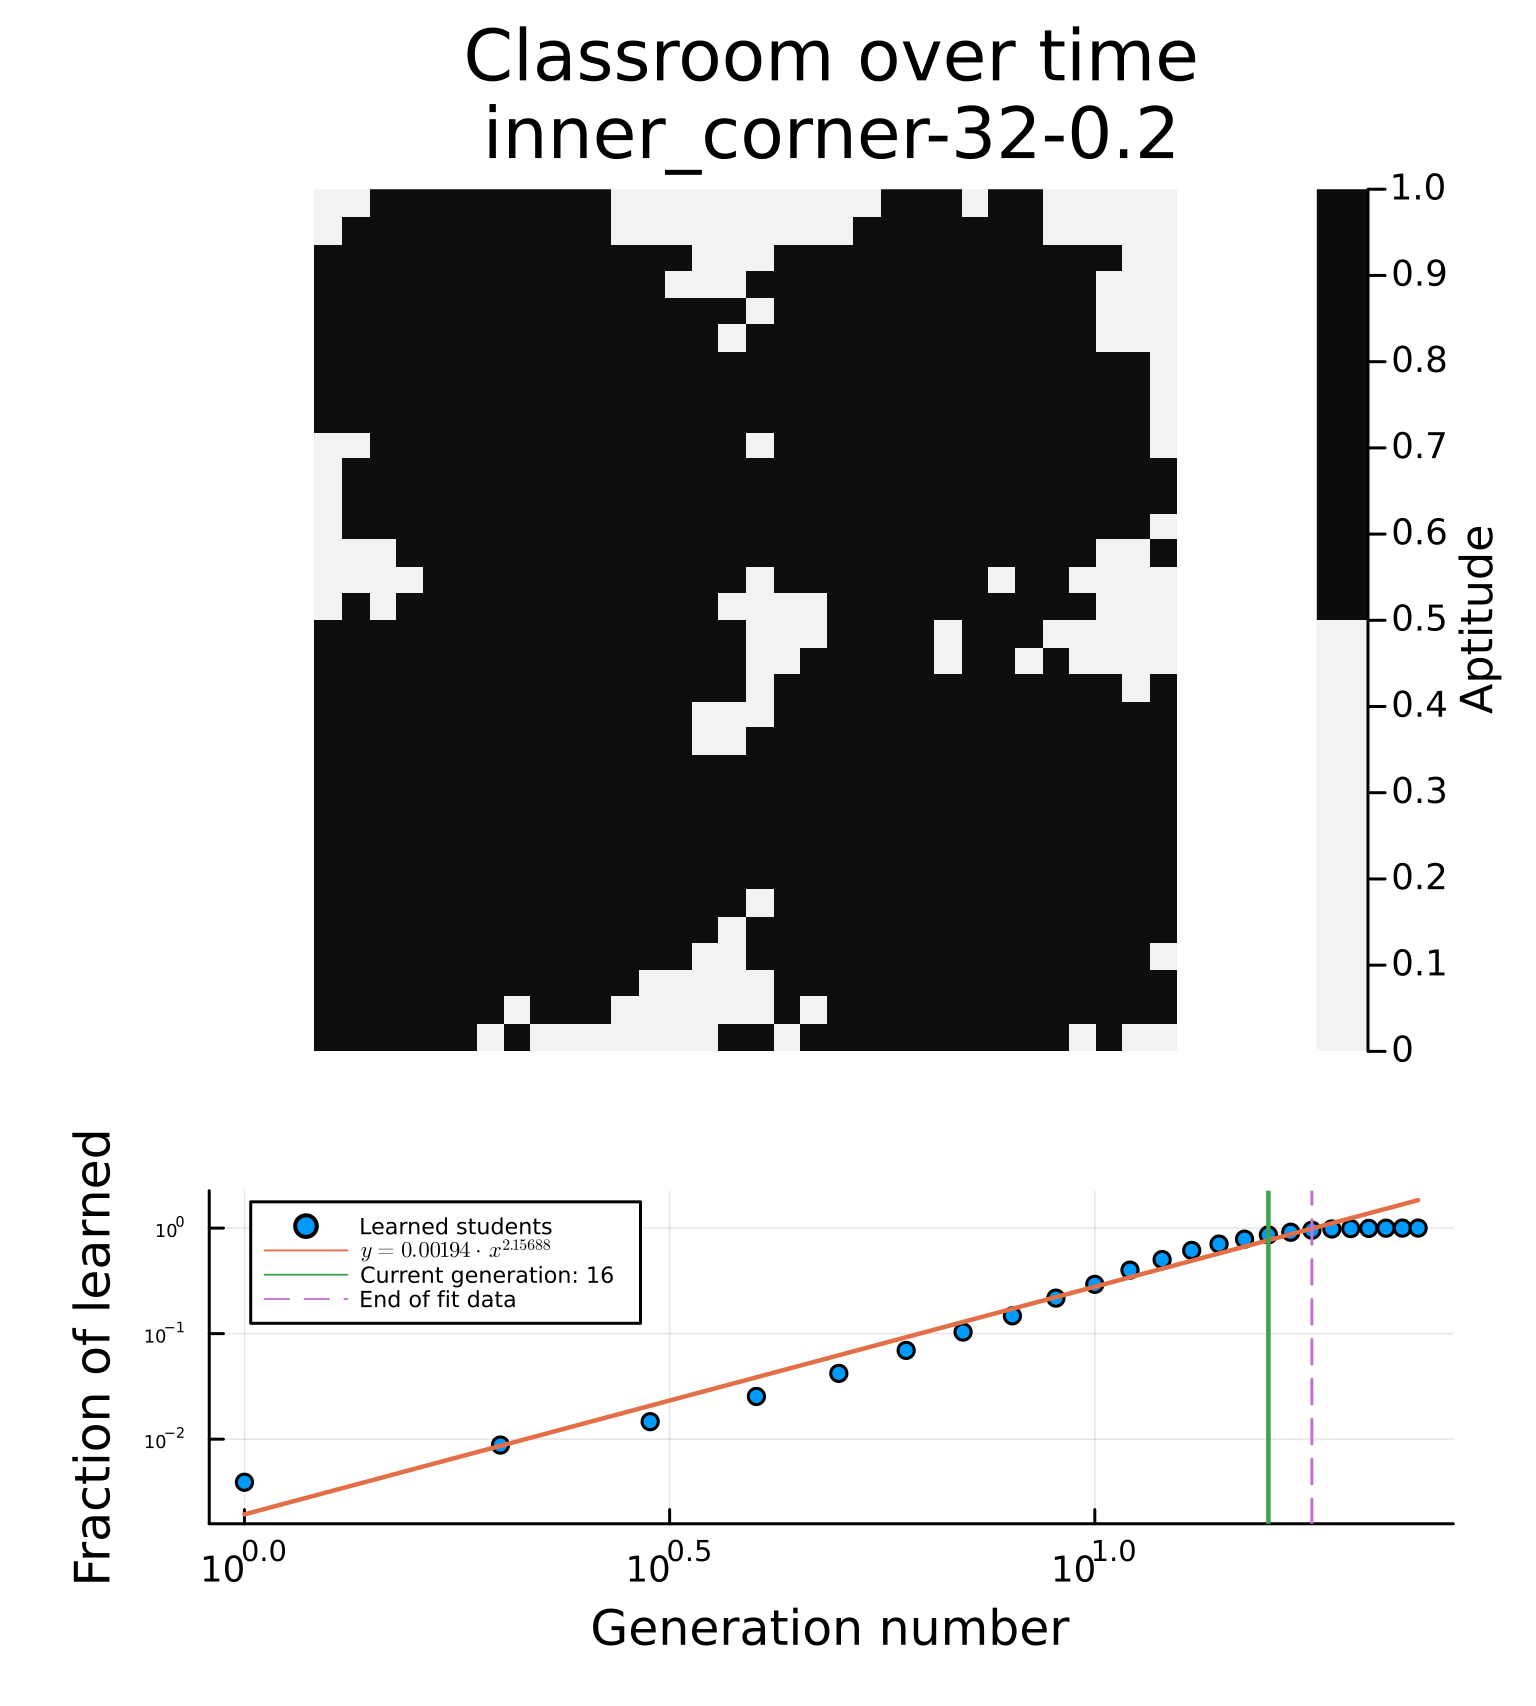 Classroom over time
inner_corner-32-0.2
1.0
0.9
0.8
0.7
0.6
0.5
0.4
0.3
0.2
0.1
0
Aptitude
Fraction of learned
10⁰
10⁻¹
10⁻²
Learned students
y = 0.00194 · x^2.15688
Current generation: 16
End of fit data
10^0.0
10^0.5
10^1.0
Generation number